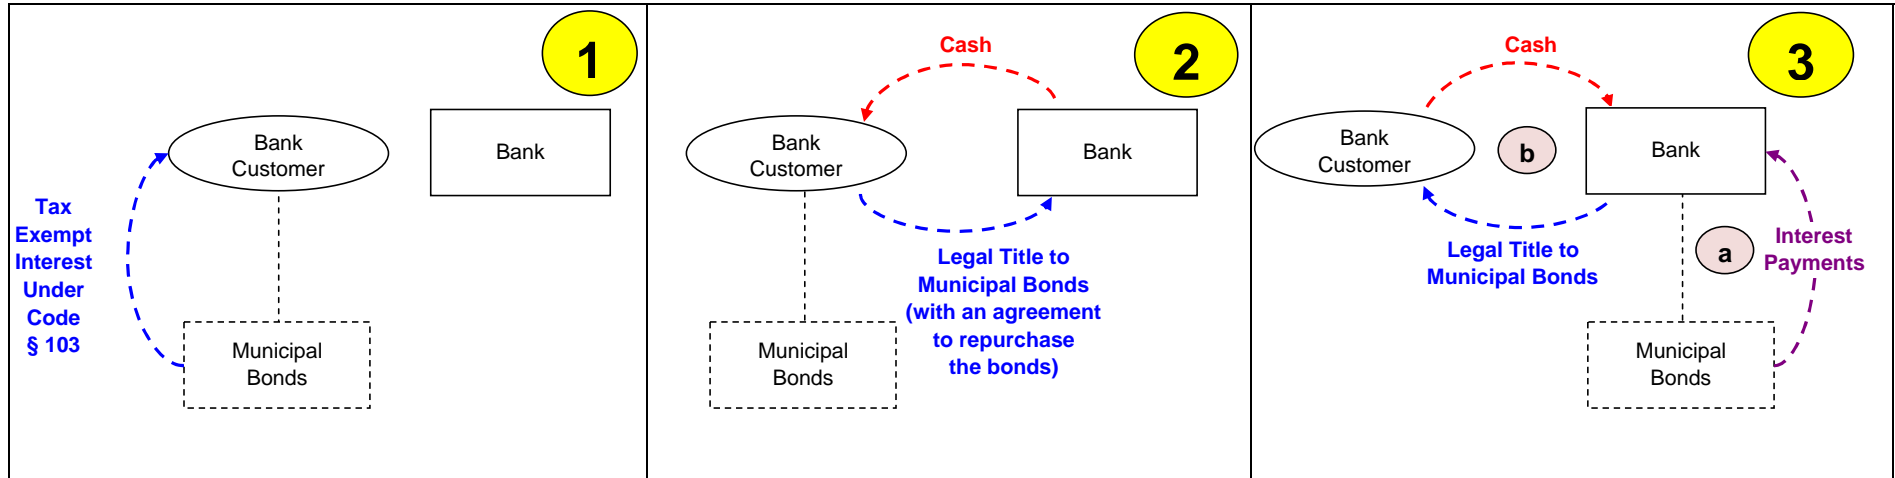 1
Bank
Customer
Bank
Tax
Exempt
Interest
Under
Code
§ 103
Municipal
Bonds
2
Cash
Bank
Customer
Bank
Legal Title to
Municipal Bonds
(with an agreement
to repurchase
the bonds)
Municipal
Bonds
3
Cash
Bank
Customer
b
Bank
Legal Title to
Municipal Bonds
a
Interest
Payments
Municipal
Bonds